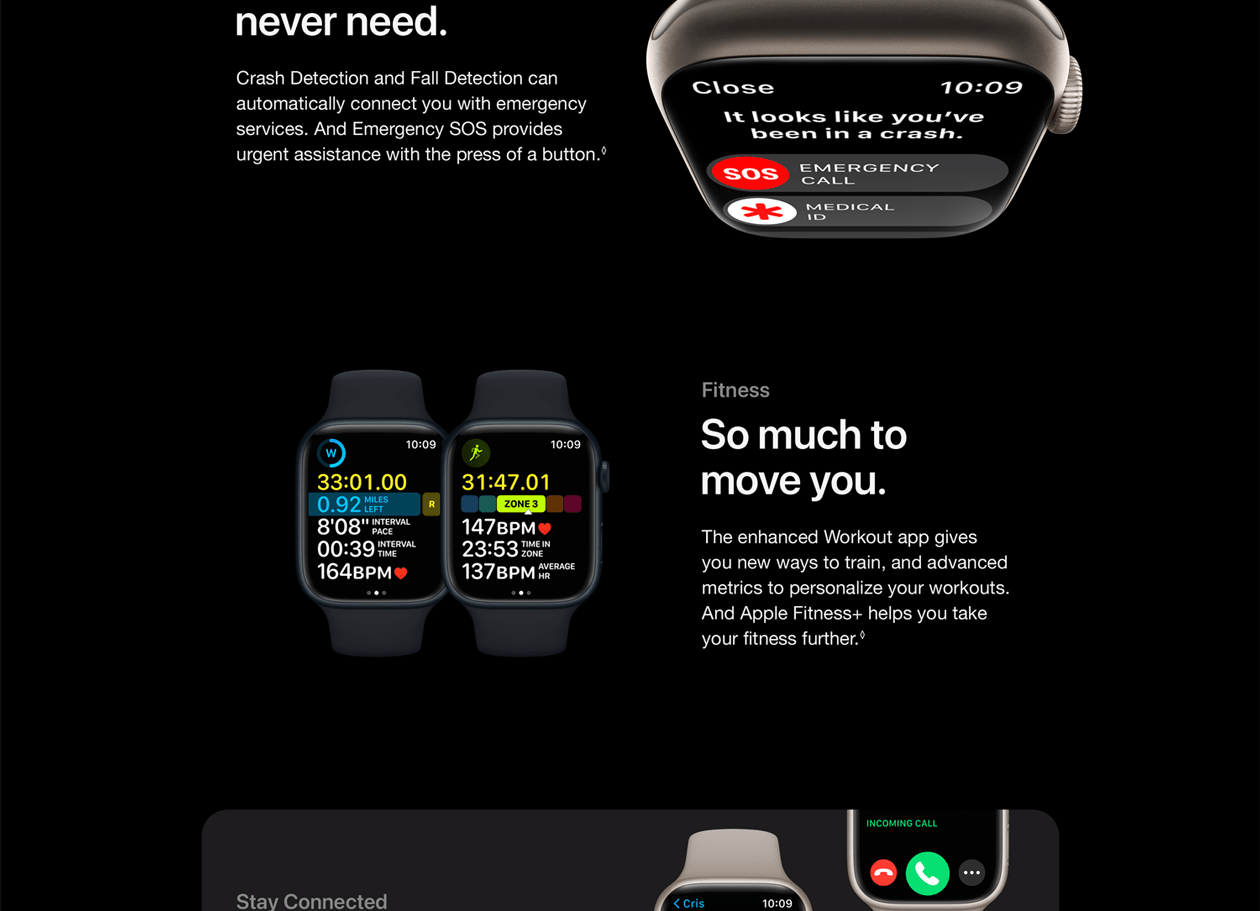 never need.
Crash Detection and Fall Detection can
automatically connect you with emergency
services. And Emergency SOS provides
urgent assistance with the press of a button.◊
Close 10:09
It looks like you've
been in a crash.
SOS EMERGENCY
CALL
MEDICAL
ID
10:09
W
33:01.00
0.92 MILES
LEFT
R
8'08" INTERVAL
PACE
00:39 INTERVAL
TIME
164BPM
10:09
31:47.01
ZONE 3
147BPM
23:53 TIME IN
ZONE
137BPM AVERAGE
HR
Fitness
So much to
move you.
The enhanced Workout app gives
you new ways to train, and advanced
metrics to personalize your workouts.
And Apple Fitness+ helps you take
your fitness further.◊
Stay Connected
< Cris 10:09
INCOMING CALL